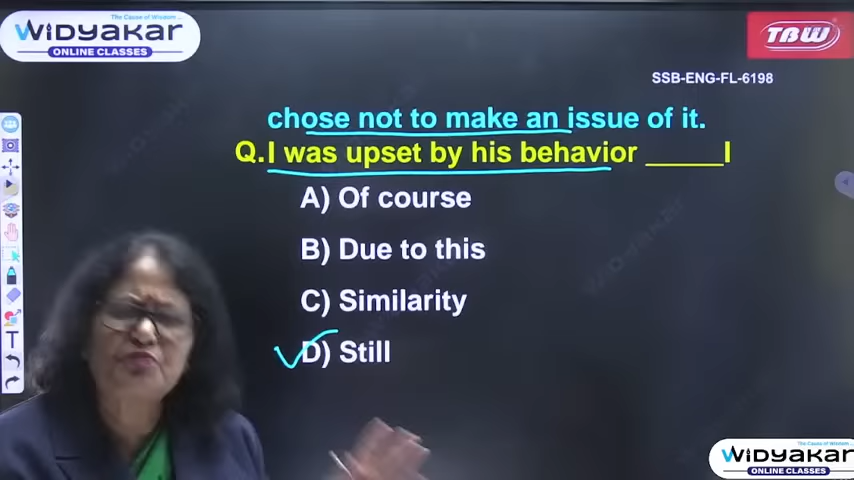 The Cause of Wisdom ...
WIDYAKAR
ONLINE CLASSES
TBW
SSB-ENG-FL-6198
chose not to make an issue of it.
Q.I was upset by his behavior _____I
A) Of course
B) Due to this
C) Similarity
D) Still
T
The Cause of Wisdom ...
WIDYAKAR
ONLINE CLASSES